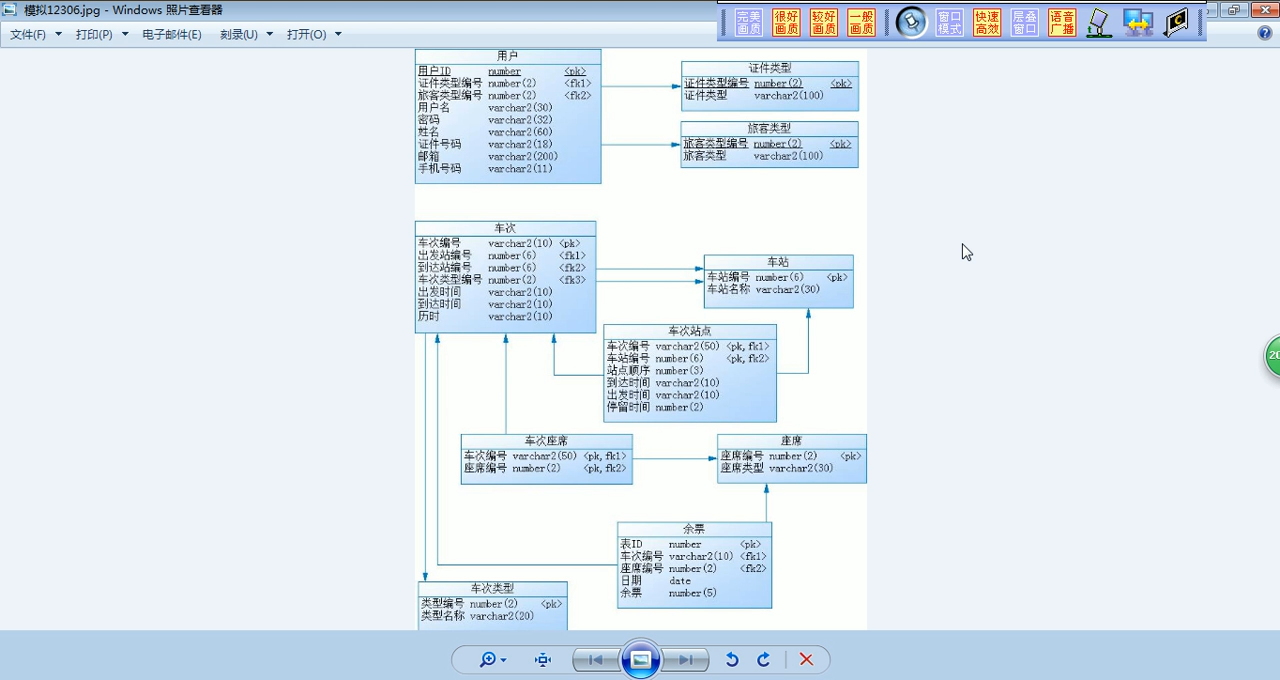 模拟12306.jpg - Windows 照片查看器
完美画质
很好画质
较好画质
一般画质
窗口模式
快速高效
层叠窗口
语音广播
文件(F)
打印(P)
电子邮件(E)
刻录(U)
打开(O)
用户
用户ID number <pk>
证件类型编号 number(2) <fk1>
旅客类型编号 number(2) <fk2>
用户名 varchar2(30)
密码 varchar2(32)
姓名 varchar2(60)
证件号码 varchar2(18)
邮箱 varchar2(200)
手机号码 varchar2(11)
证件类型
证件类型编号 number(2) <pk>
证件类型 varchar2(100)
旅客类型
旅客类型编号 number(2) <pk>
旅客类型 varchar2(100)
车次
车次编号 varchar2(10) <pk>
出发站编号 number(6) <fk1>
到达站编号 number(6) <fk2>
车次类型编号 number(2) <fk3>
出发时间 varchar2(10)
到达时间 varchar2(10)
历时 varchar2(10)
车站
车站编号 number(6) <pk>
车站名称 varchar2(30)
车次站点
车次编号 varchar2(50) <pk,fk1>
车站编号 number(6) <pk,fk2>
站点顺序 number(3)
到达时间 varchar2(10)
出发时间 varchar2(10)
停留时间 number(2)
20
车次座席
车次编号 varchar2(50) <pk,fk1>
座席编号 number(2) <pk,fk2>
座席
座席编号 number(2) <pk>
座席类型 varchar2(30)
余票
表ID number <pk>
车次编号 varchar2(10) <fk1>
座席编号 number(2) <fk2>
日期 date
余票 number(5)
车次类型
类型编号 number(2) <pk>
类型名称 varchar2(20)